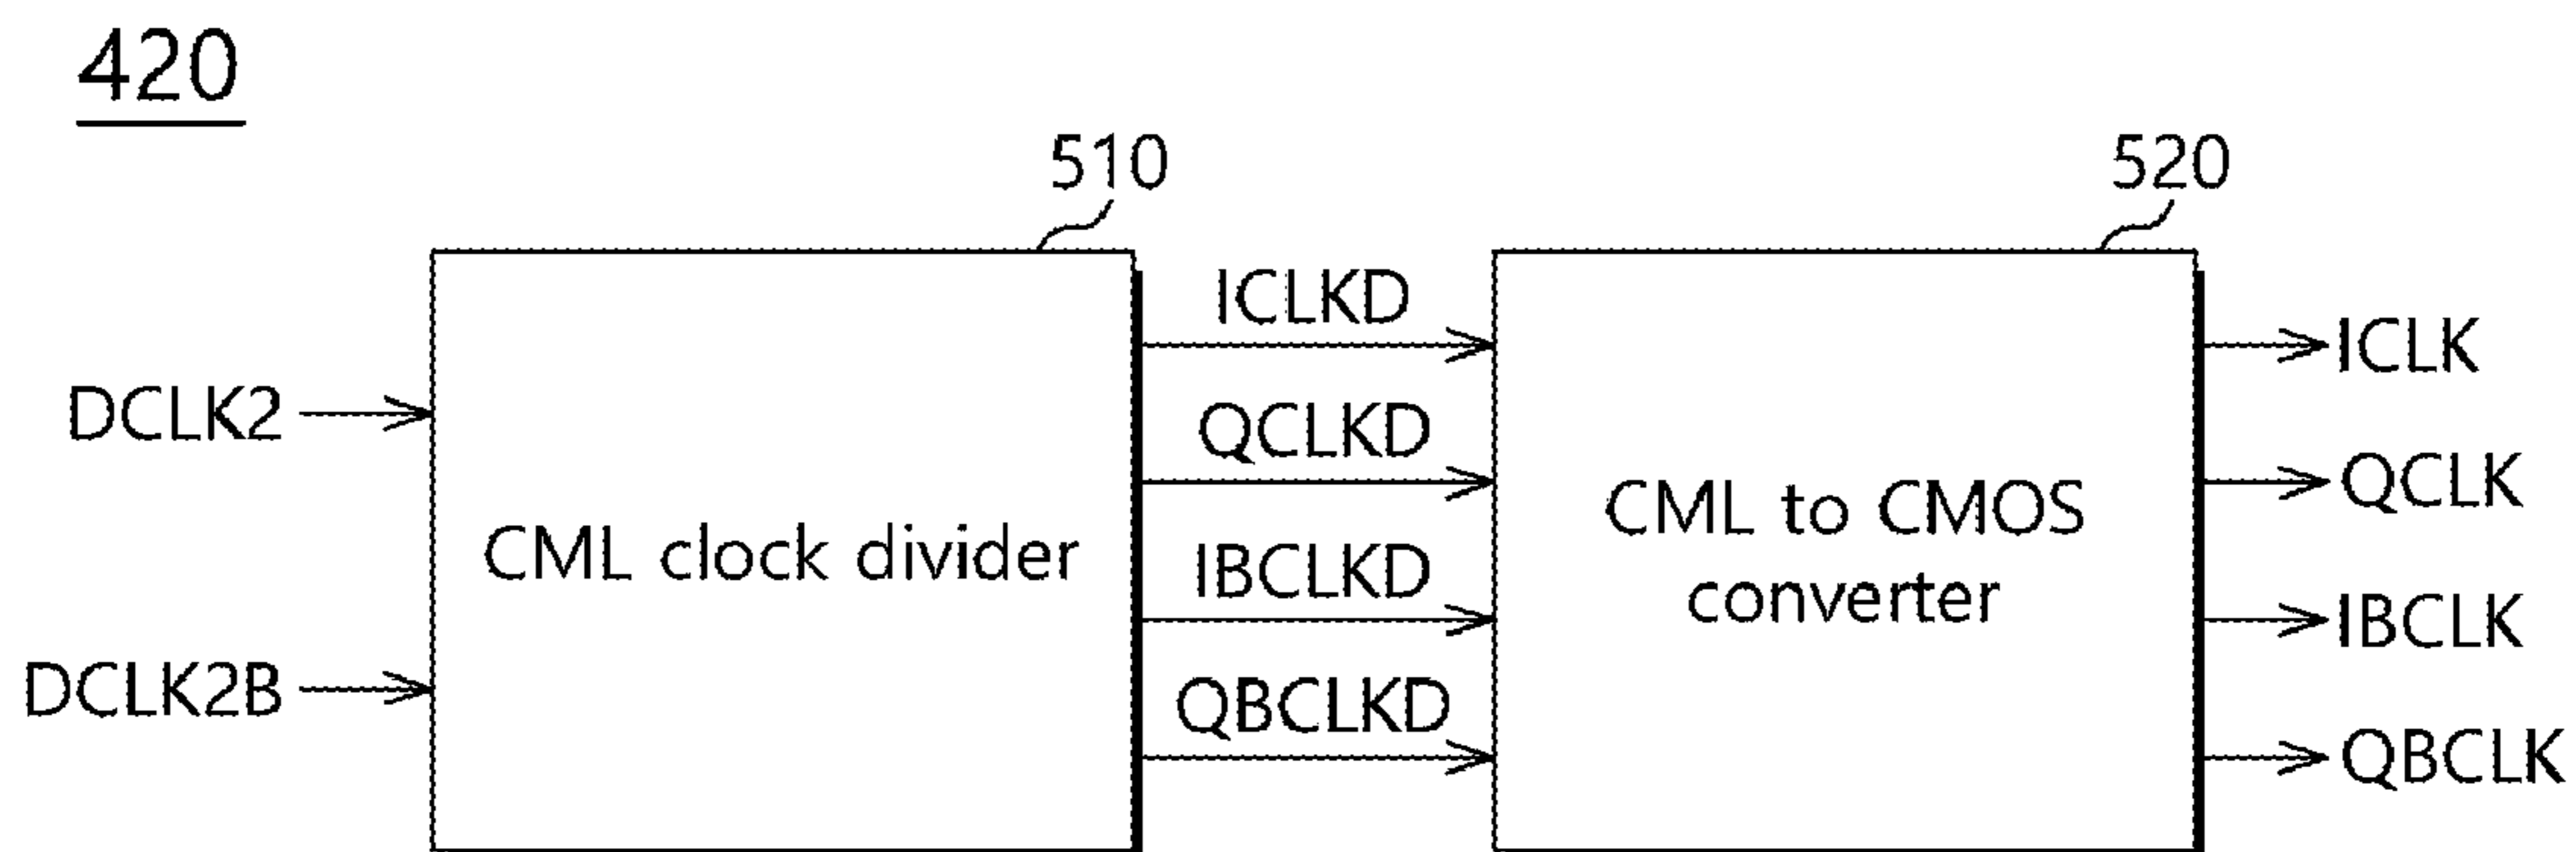 420
510
520
DCLK2
DCLK2B
CML clock divider
ICLKD
QCLKD
IBCLKD
QBCLKD
CML to CMOS
converter
ICLK
QCLK
IBCLK
QBCLK